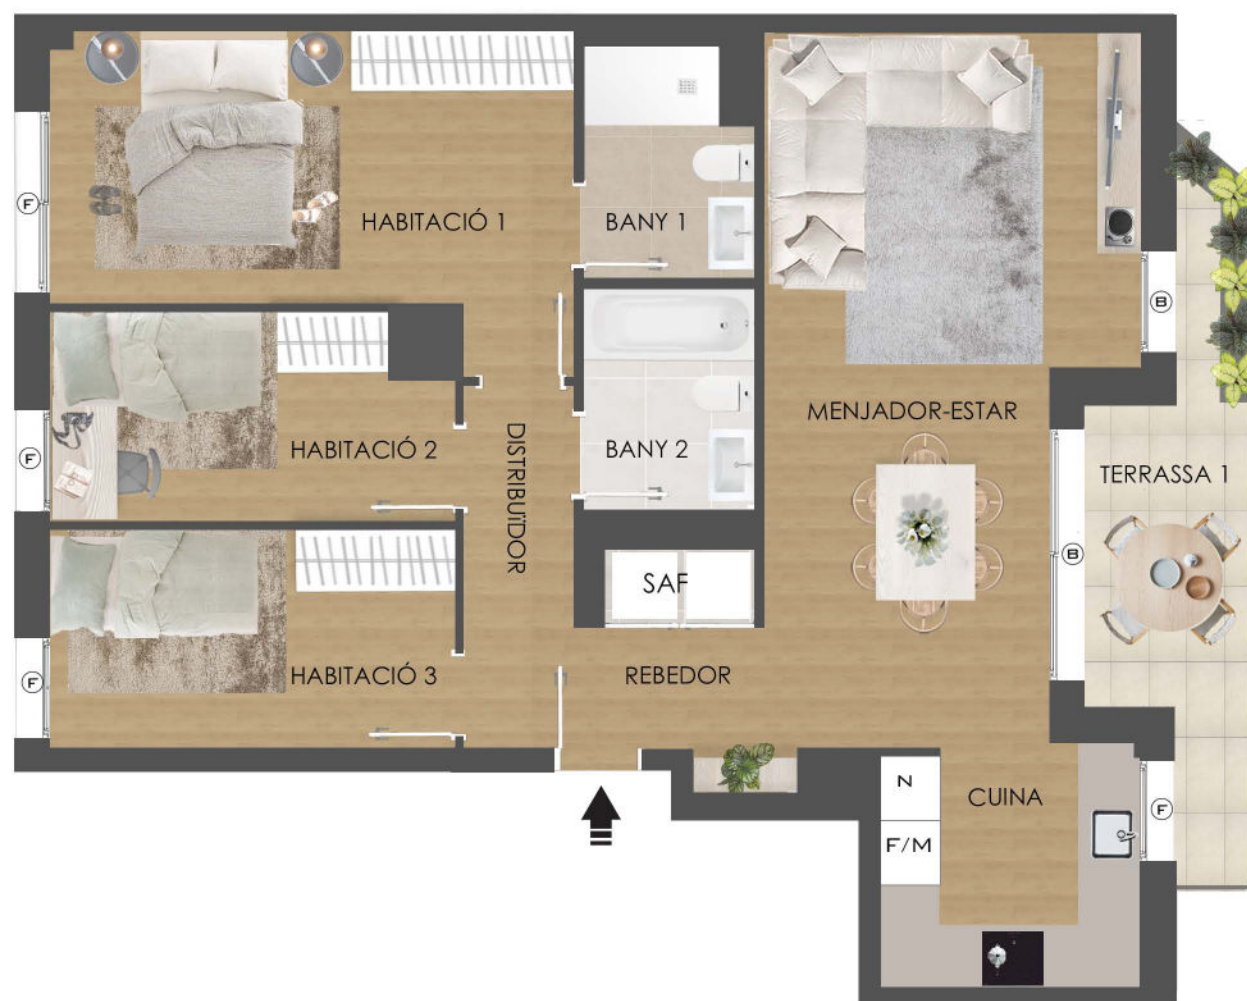 HABITACIÓ 1
BANY 1
F
B
MENJADOR-ESTAR
HABITACIÓ 2
DISTRIBUÏDOR
BANY 2
TERRASSA 1
F
B
SAF
HABITACIÓ 3
REBEDOR
F
N
CUINA
F
F/M